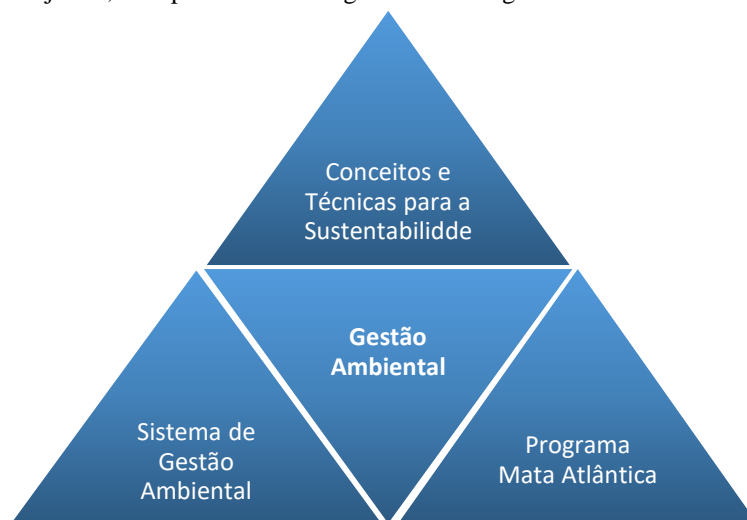 Conceitos e
Técnicas para a
Sustentabilidde
Gestão
Ambiental
Sistema de
Gestão
Ambiental
Programa
Mata Atlântica